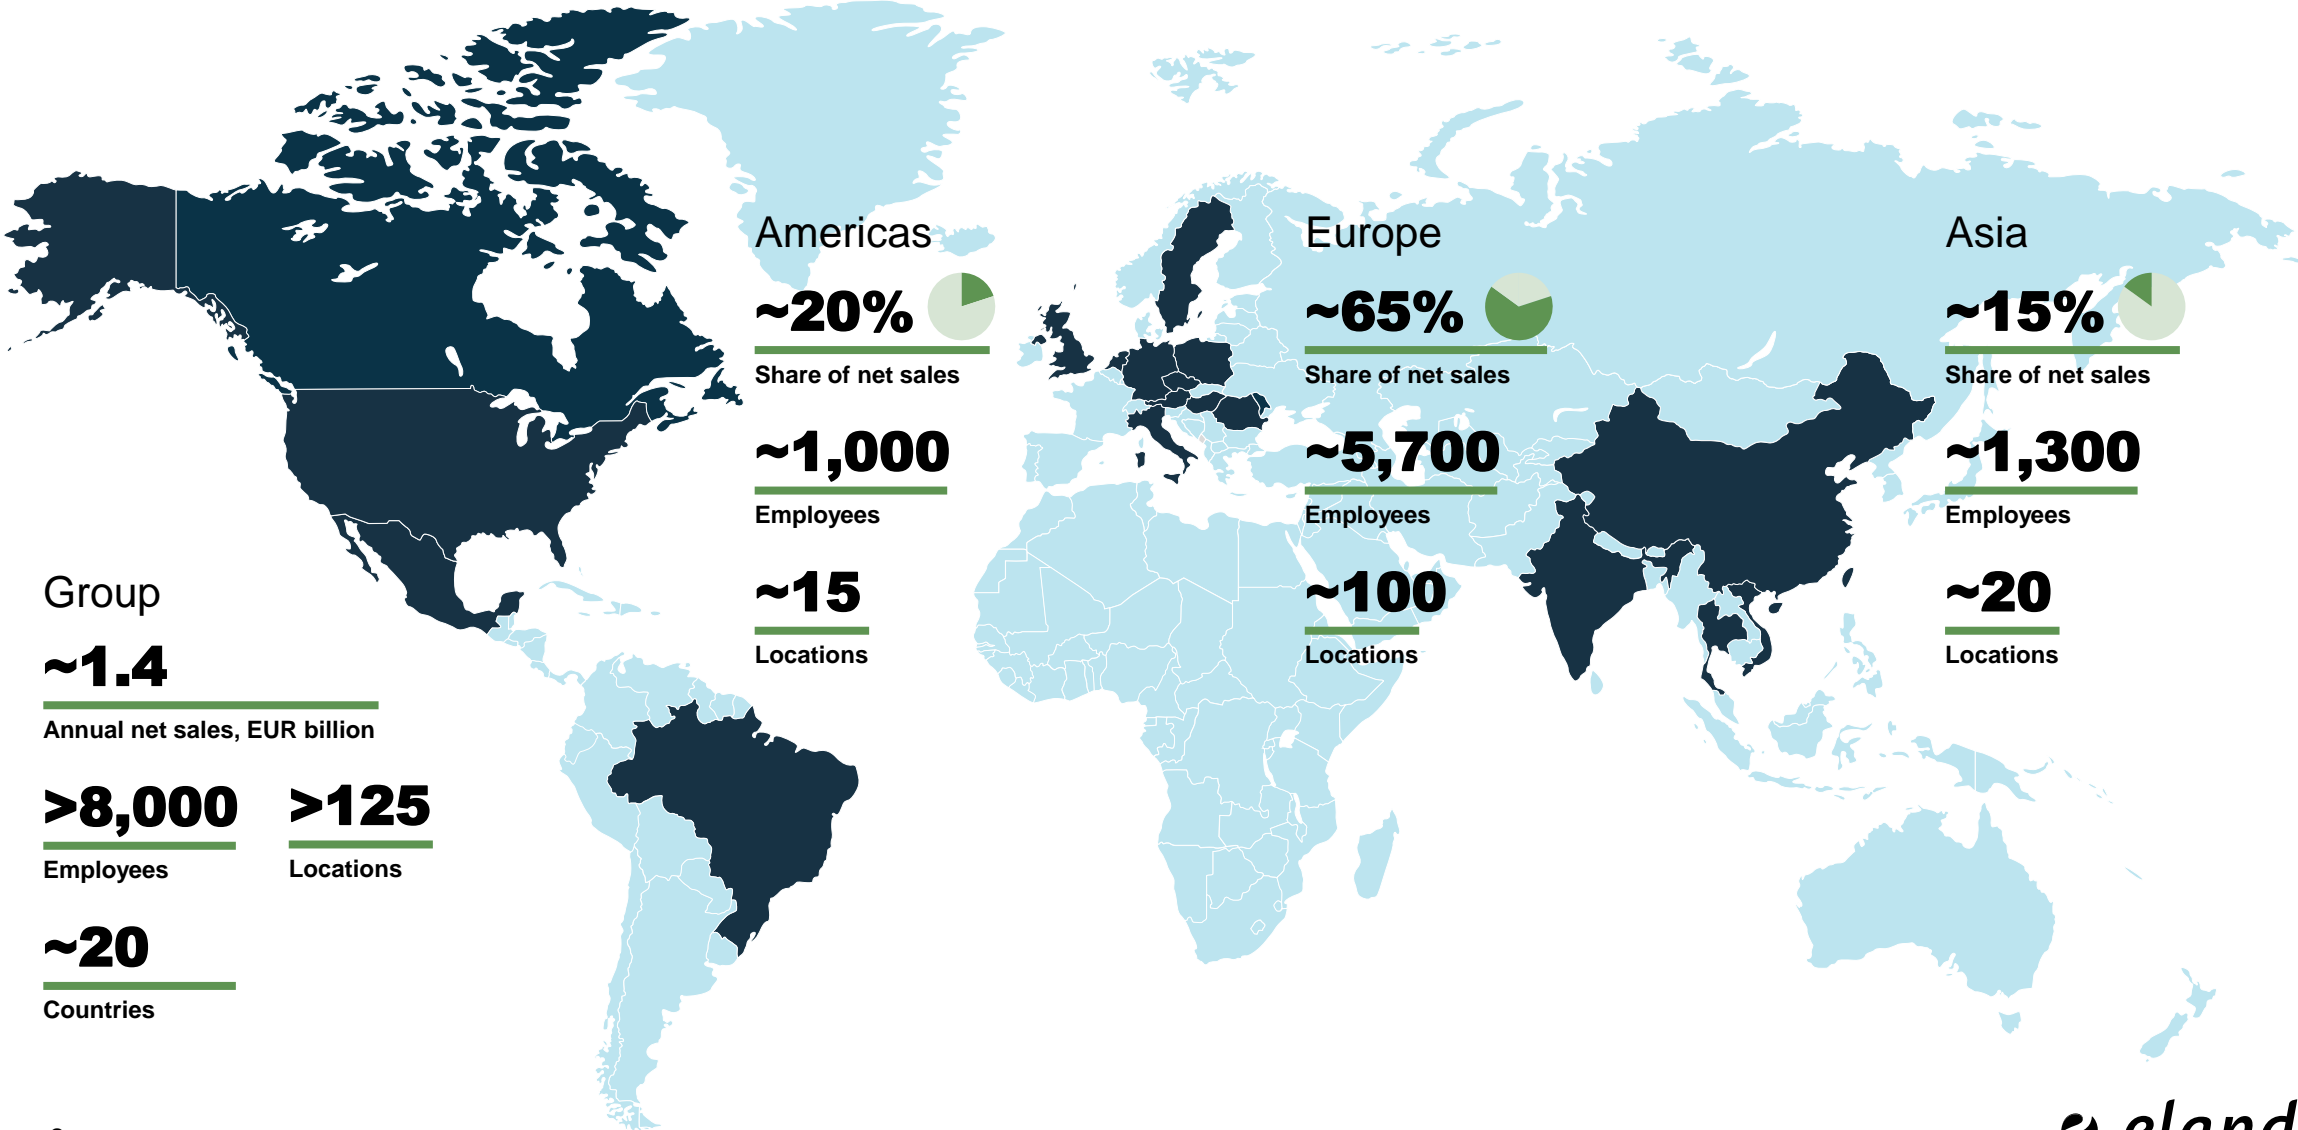 Americas
~20%
Share of net sales
~1,000
Employees
~15
Locations
Europe
~65%
Share of net sales
~5,700
Employees
~100
Locations
Asia
~15%
Share of net sales
~1,300
Employees
~20
Locations
Group
~1.4
Annual net sales, EUR billion
>8,000 >125
Employees Locations
~20
Countries
eland